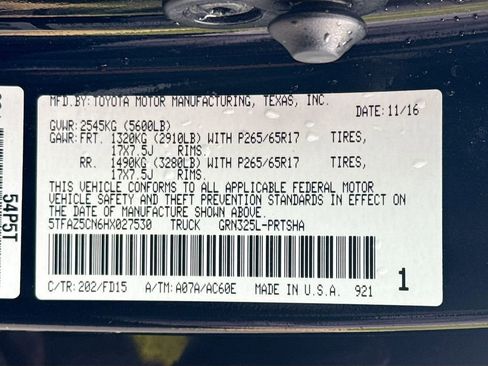 MFD.BY:TOYOTA MOTOR MANUFACTURING, TEXAS, INC.
DATE:11/16
GVWR:2545KG (5600LB)
GAWR:FRT. 1320KG (2910LB) WITH P265/65R17 TIRES,
17X7.5J RIMS.
RR. 1490KG (3280LB) WITH P265/65R17 TIRES,
17X7.5J RIMS.
THIS VEHICLE CONFORMS TO ALL APPLICABLE FEDERAL MOTOR
VEHICLE SAFETY AND THEFT PREVENTION STANDARDS IN EFFECT ON
THE DATE OF MANUFACTURE SHOWN ABOVE.
5TFAZ5CN6HX027530 TRUCK GRN325L-PRTSHA
C/TR:202/FD15 A/TM:A07A/AC60E MADE IN U.S.A. 921
1
54P5T